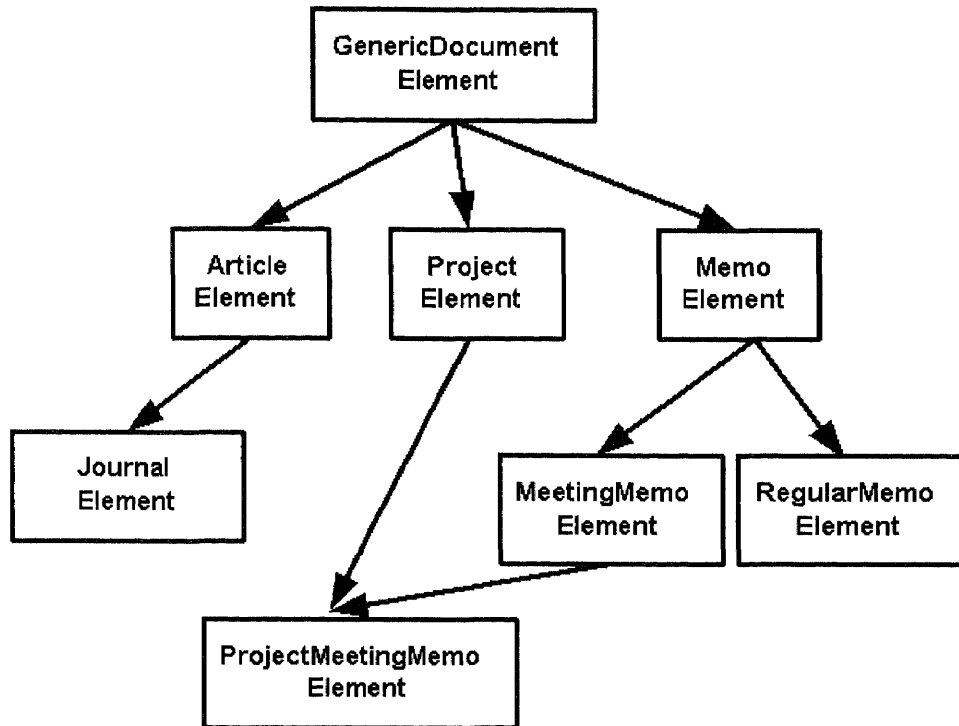 GenericDocument
Element
Article
Element
Project
Element
Memo
Element
Journal
Element
MeetingMemo
Element
RegularMemo
Element
ProjectMeetingMemo
Element